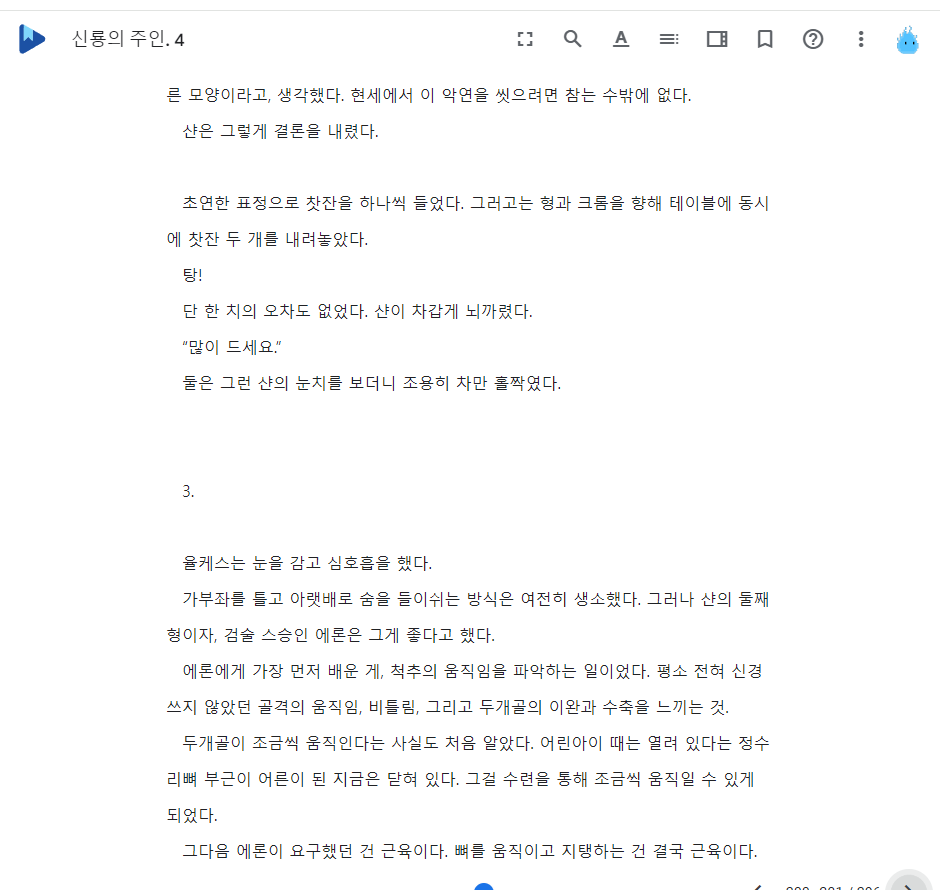 신룡의 주인. 4
른 모양이라고, 생각했다. 현세에서 이 악연을 씻으려면 참는 수밖에 없다.
샨은 그렇게 결론을 내렸다.
초연한 표정으로 찻잔을 하나씩 들었다. 그러고는 형과 크롬을 향해 테이블에 동시
에 찻잔 두 개를 내려놓았다.
탕!
단 한 치의 오차도 없었다. 샨이 차갑게 뇌까렸다.
“많이 드세요.”
둘은 그런 샨의 눈치를 보더니 조용히 차만 홀짝였다.
3.
율케스는 눈을 감고 심호흡을 했다.
가부좌를 틀고 아랫배로 숨을 들이쉬는 방식은 여전히 생소했다. 그러나 샨의 둘째
형이자, 검술 스승인 에론은 그게 좋다고 했다.
에론에게 가장 먼저 배운 게, 척추의 움직임을 파악하는 일이었다. 평소 전혀 신경
쓰지 않았던 골격의 움직임, 비틀림, 그리고 두개골의 이완과 수축을 느끼는 것.
두개골이 조금씩 움직인다는 사실도 처음 알았다. 어린아이 때는 열려 있다는 정수
리뼈 부근이 어른이 된 지금은 닫혀 있다. 그걸 수련을 통해 조금씩 움직일 수 있게
되었다.
그다음 에론이 요구했던 건 근육이다. 뼈를 움직이고 지탱하는 건 결국 근육이다.